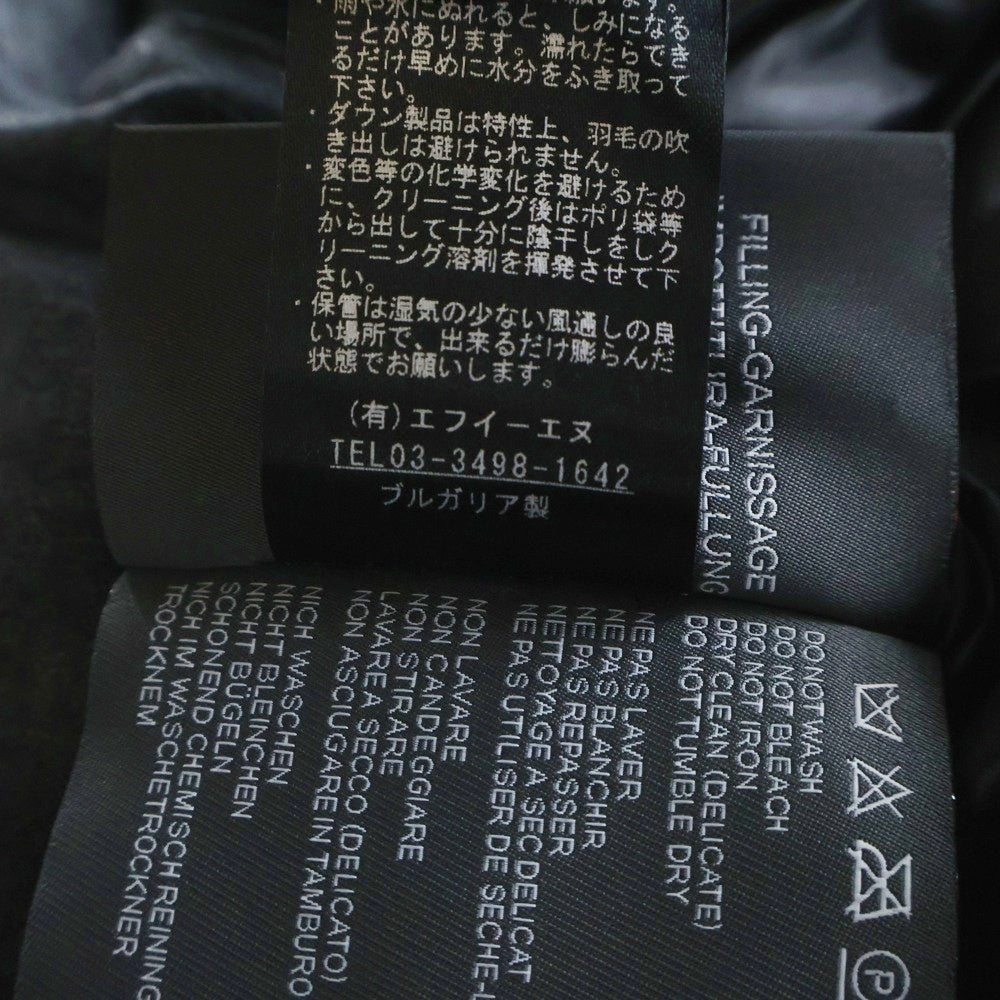 雨や水にぬれると、しみになる
ことがあります。濡れたらでき
るだけ早めに水分をふき取って
下さい。
・ダウン製品は特性上、羽毛の吹
き出しは避けられません。
・変色等の化学変化を避けるため
に、クリーニング後はポリ袋等
から出して十分に陰干しをしク
リーニング溶剤を揮発させて下
さい。
・保管は湿気の少ない風通しの良
い場所で、出来るだけ膨らんだ
状態でお願いします。
(有)エフイーエヌ
TEL03-3498-1642
ブルガリア製
FILLING-GARNISSAGE
IMBOTTITURA-FULLUNG
DO NOT WASH
DO NOT BLEACH
DO NOT IRON
DRY CLEAN (DELICATE)
DO NOT TUMBLE DRY
NE PAS LAVER
NE PAS BLANCHIR
NE PAS REPASSER
NETTOYAGE A SEC DELICAT
NE PAS UTILISER DE SECHE-L
NON LAVARE
NON CANDEGGIARE
NON STIRARE
LAVARE A SECCO (DELICATO)
NON ASCIUGARE IN TAMBURO
NICH WASCHEN
NICHT BLEINCHEN
NICHT BÜGELN
SCHONEND CHEMISCH REINING
NICH IM WASCHETROCKNER
TROCKNEM
P